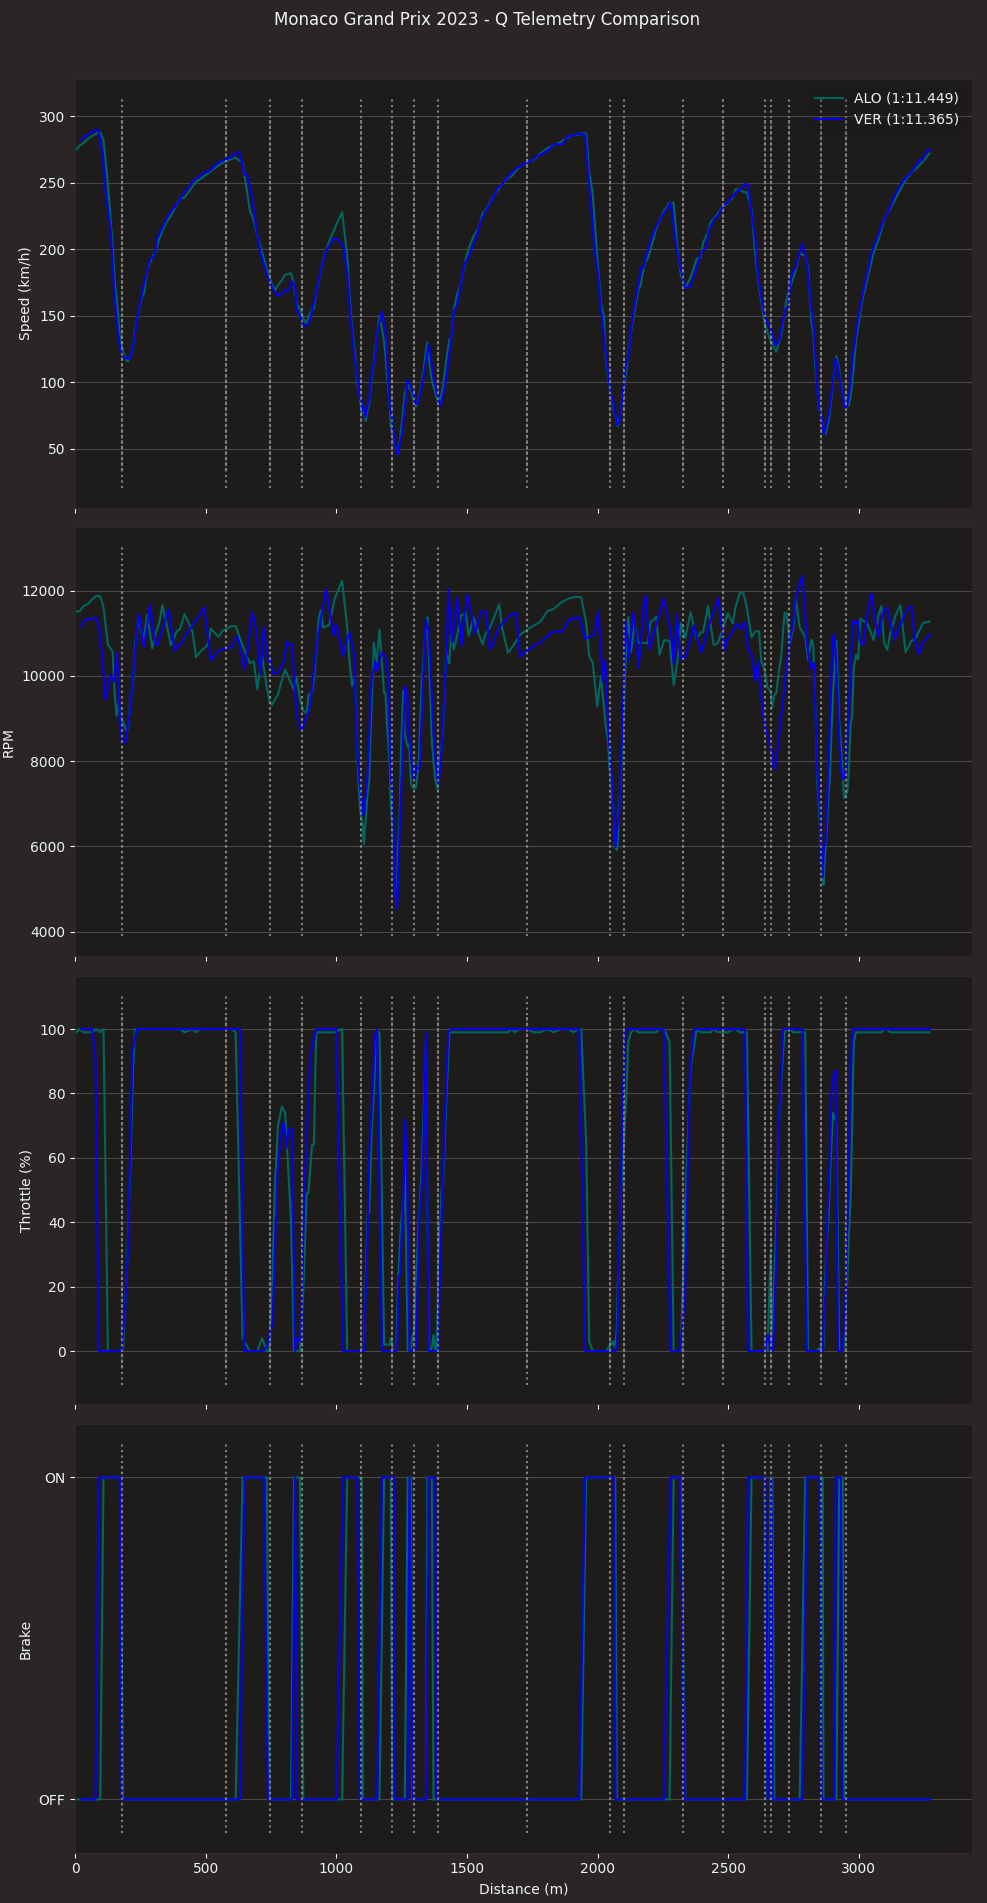 Monaco Grand Prix 2023 - Q Telemetry Comparison
ALO (1:11.449)
VER (1:11.365)
Speed (km/h)
300
250
200
150
100
50
RPM
12000
10000
8000
6000
4000
Throttle (%)
100
80
60
40
20
0
Brake
ON
OFF
0 500 1000 1500 2000 2500 3000
Distance (m)